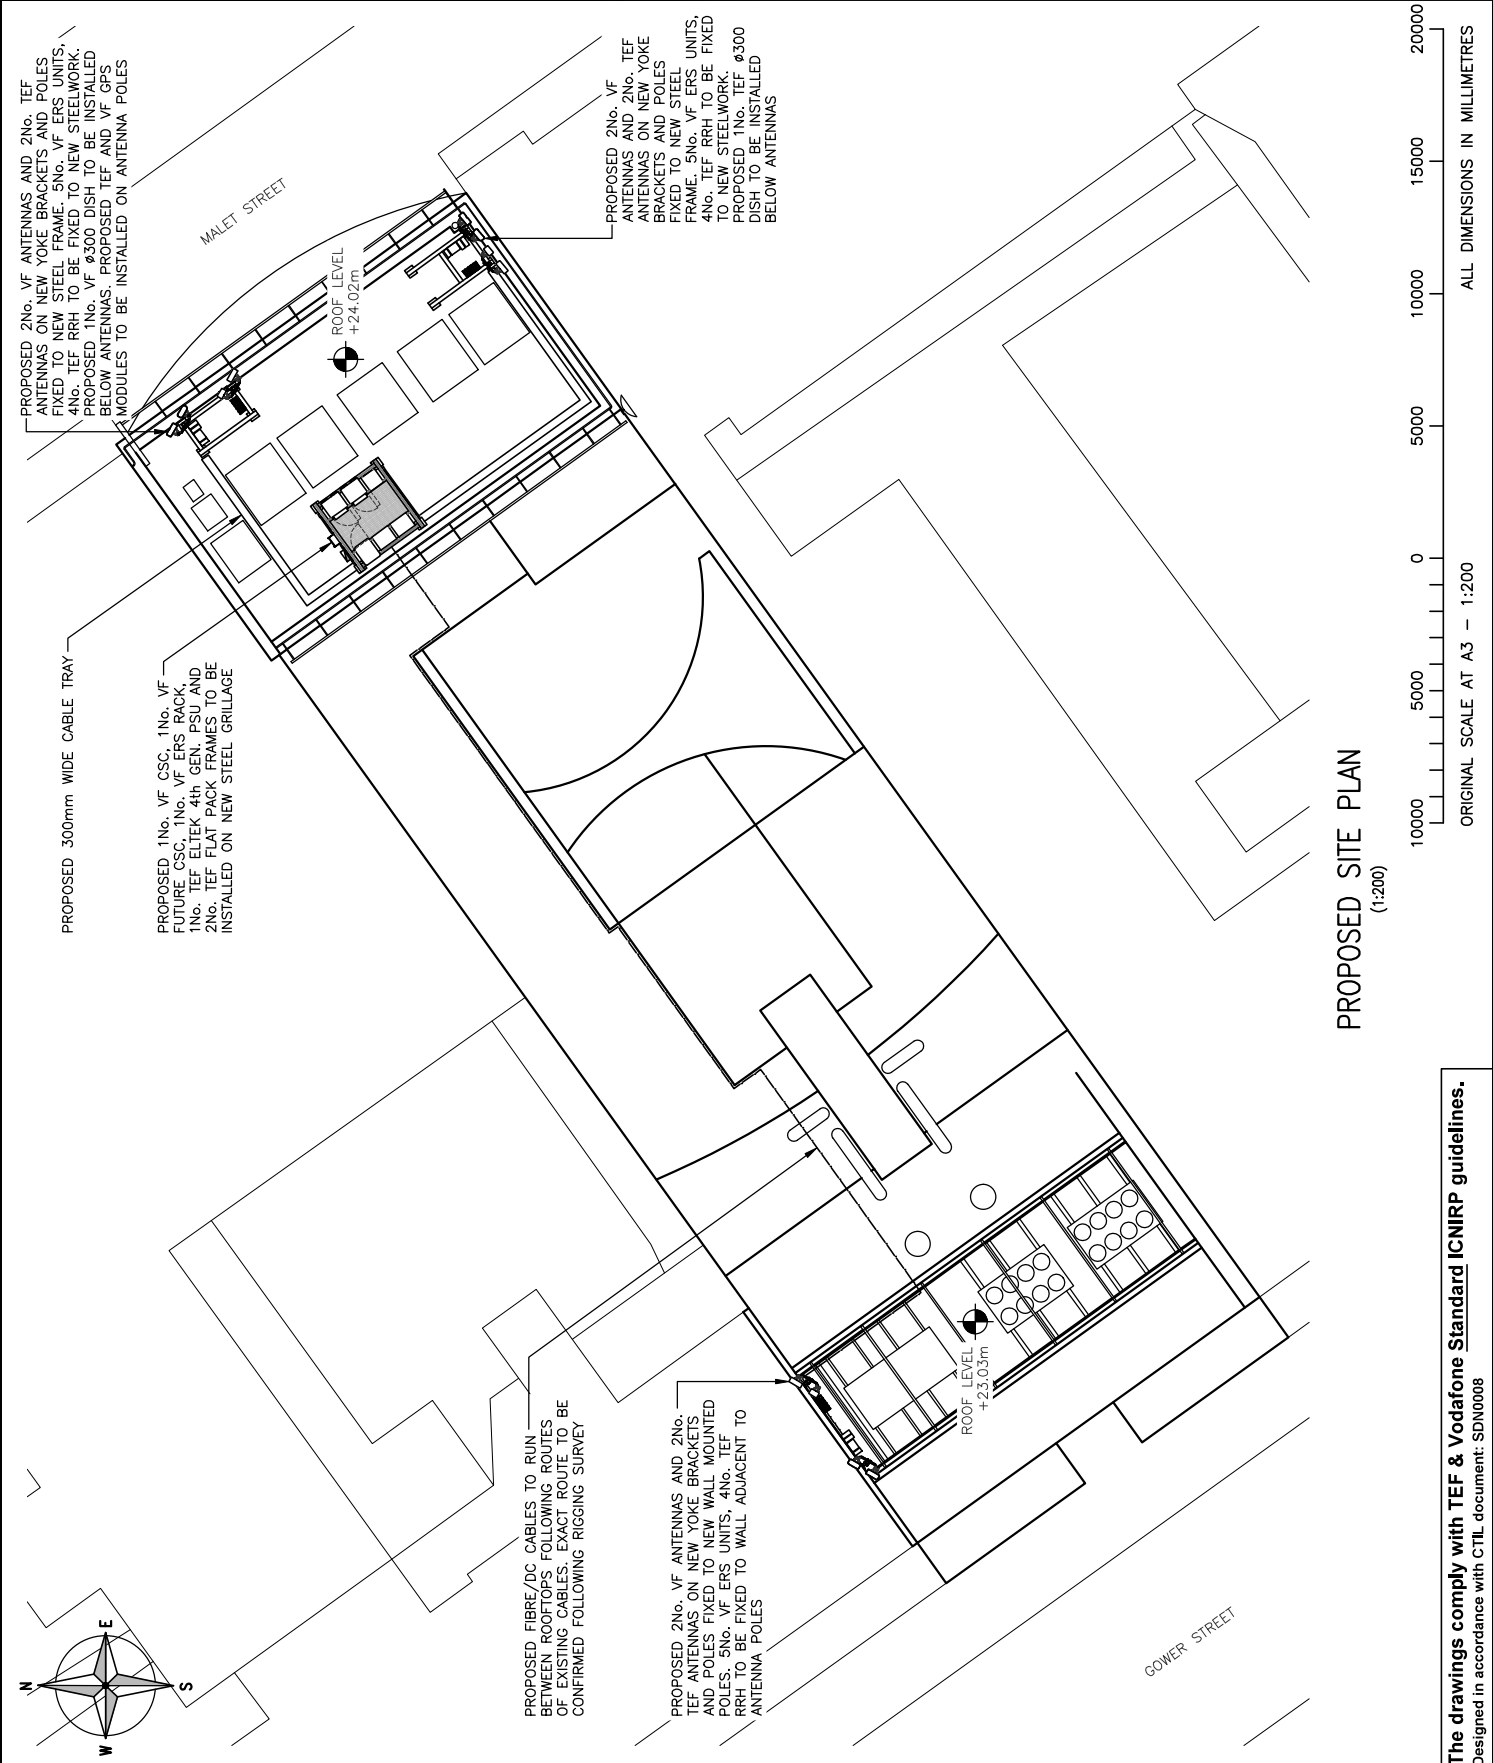 PROPOSED 2No. VF ANTENNAS AND 2No. TEF
ANTENNAS ON NEW YOKE BRACKETS AND POLES
FIXED TO NEW STEEL FRAME. 5No. VF ERS UNITS,
4No. TEF RRH TO BE FIXED TO NEW STEELWORK.
PROPOSED 1No. VF ø300 DISH TO BE INSTALLED
BELOW ANTENNAS. PROPOSED TEF AND VF GPS
MODULES TO BE INSTALLED ON ANTENNA POLES
MALET STREET
ROOF LEVEL
+24.02m
PROPOSED 2No. VF
ANTENNAS AND 2No. TEF
ANTENNAS ON NEW YOKE
BRACKETS AND POLES
FIXED TO NEW STEEL
FRAME. 5No. VF ERS UNITS,
4No. TEF RRH TO BE FIXED
TO NEW STEELWORK.
PROPOSED 1No. TEF ø300
DISH TO BE INSTALLED
BELOW ANTENNAS
PROPOSED 300mm WIDE CABLE TRAY
PROPOSED 1No. VF CSC, 1No. VF
FUTURE CSC, 1No. VF ERS RACK,
1No. TEF ELTEK 4th GEN. PSU AND
2No. TEF FLAT PACK FRAMES TO BE
INSTALLED ON NEW STEEL GRILLAGE
N
E
S
W
PROPOSED FIBRE/DC CABLES TO RUN
BETWEEN ROOFTOPS FOLLOWING ROUTES
OF EXISTING CABLES. EXACT ROUTE TO BE
CONFIRMED FOLLOWING RIGGING SURVEY
PROPOSED 2No. VF ANTENNAS AND 2No.
TEF ANTENNAS ON NEW YOKE BRACKETS
AND POLES FIXED TO NEW WALL MOUNTED
POLES. 5No. VF ERS UNITS, 4No. TEF
RRH TO BE FIXED TO WALL ADJACENT TO
ANTENNA POLES
ROOF LEVEL
+23.03m
GOWER STREET
PROPOSED SITE PLAN
(1:200)
10000 5000 0 5000 10000 15000 20000
ORIGINAL SCALE AT A3 – 1:200
ALL DIMENSIONS IN MILLIMETRES
The drawings comply with TEF & Vodafone Standard ICNIRP guidelines.
Designed in accordance with CTIL document: SDN0008